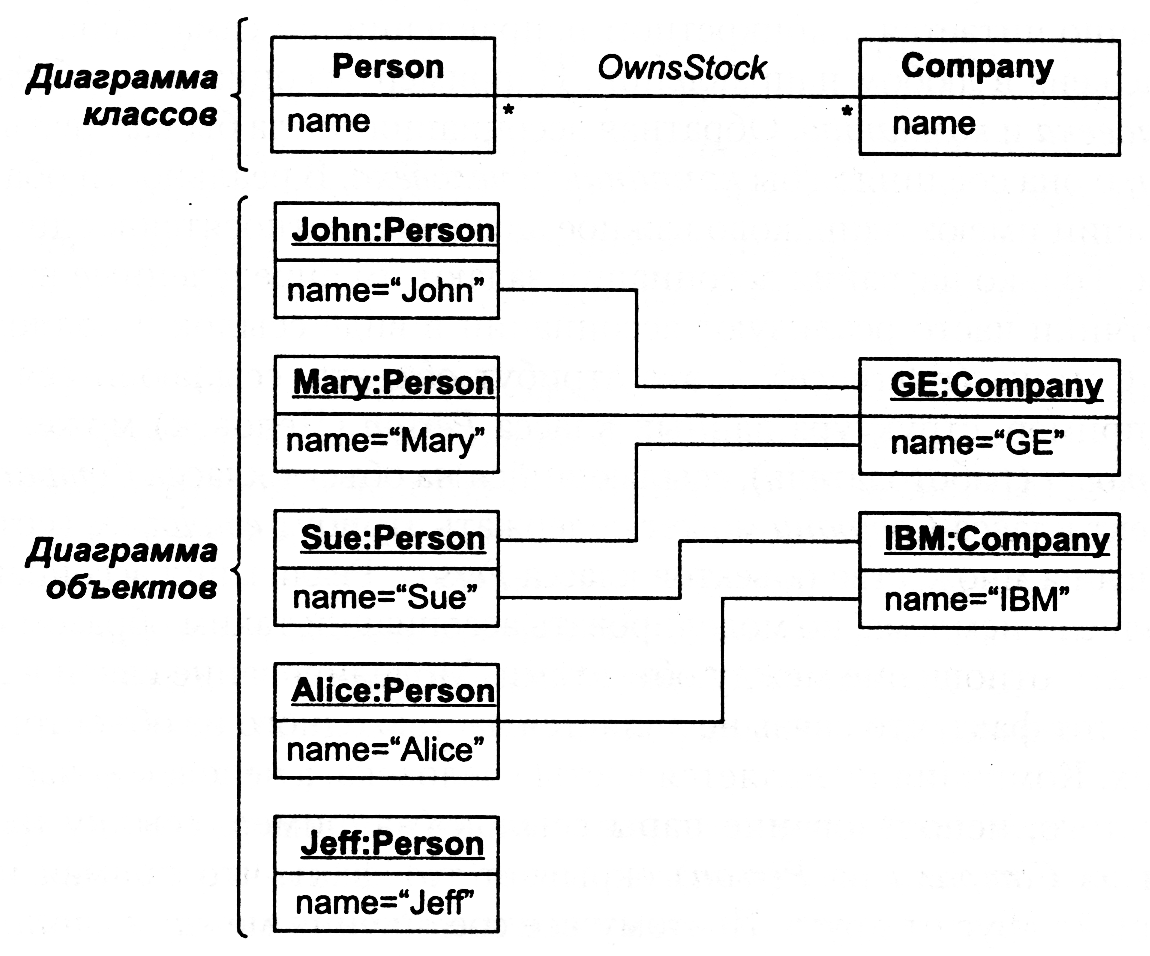 Диаграмма классов
Person
OwnsStock
Company
name
*
*
name
Диаграмма объектов
John:Person
name=“John”
Mary:Person
name=“Mary”
GE:Company
name=“GE”
Sue:Person
name=“Sue”
IBM:Company
name=“IBM”
Alice:Person
name=“Alice”
Jeff:Person
name=“Jeff”